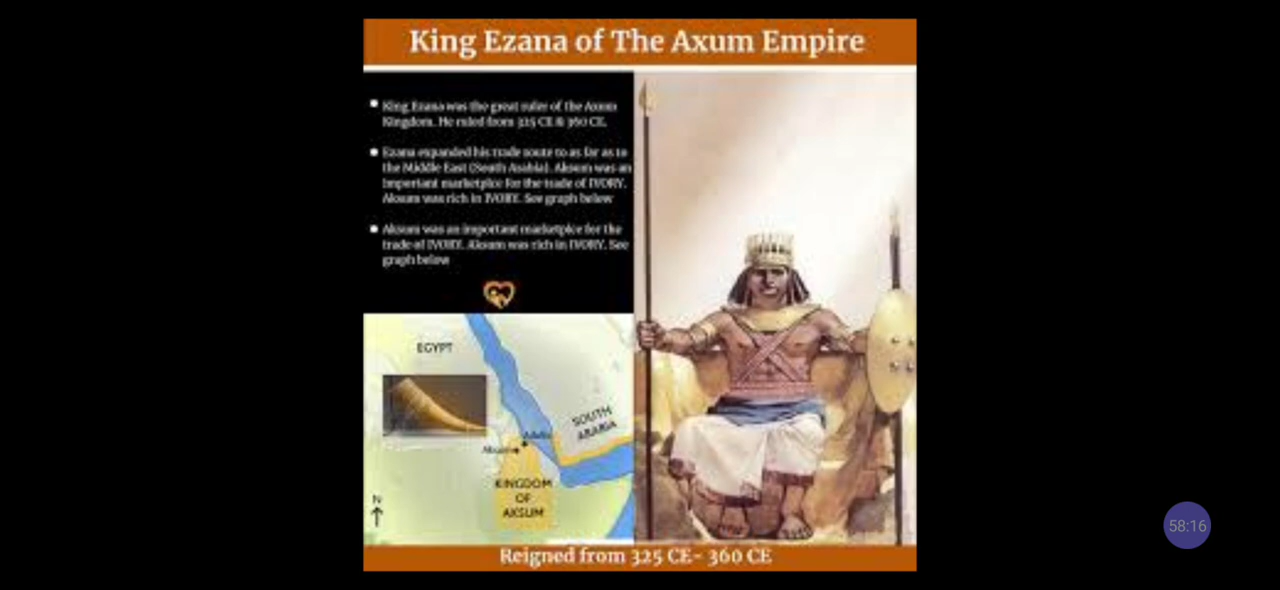 King Ezana of The Axum Empire
King Ezana was the great ruler of the Axum
Kingdom. He ruled from 325 CE & 360 CE.
Ezana expanded his trade route to as far as to
the Middle East (South Arabia). Aksum was an
important marketplce for the trade of IVORY.
Aksum was rich in IVORY. See graph below
Aksum was an important marketplce for the
trade of IVORY. Aksum was rich in IVORY. See
graph below
EGYPT
SOUTH
ARABIA
Adulis
Aksum
KINGDOM
OF
AKSUM
N
Reigned from 325 CE- 360 CE
58:16